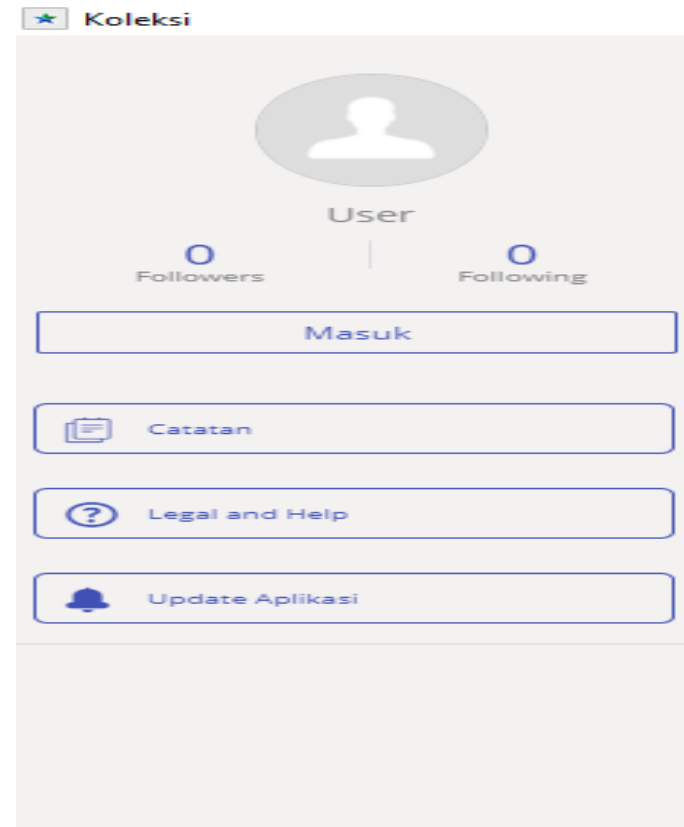 Koleksi
User
0 0
Followers Following
Masuk
Catatan
Legal and Help
Update Aplikasi